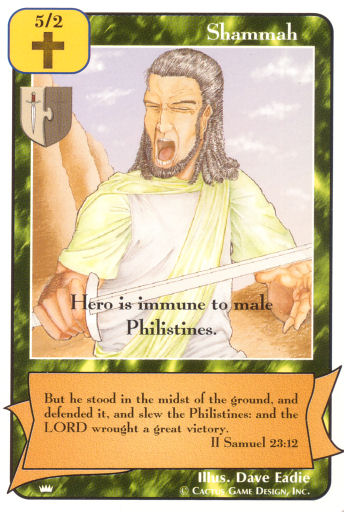 5/2
Shammah
Hero is immune to male
Philistines.
But he stood in the midst of the ground, and
defended it, and slew the Philistines: and the
LORD wrought a great victory.
II Samuel 23:12
Illus. Dave Eadie
© Cactus Game Design, Inc.